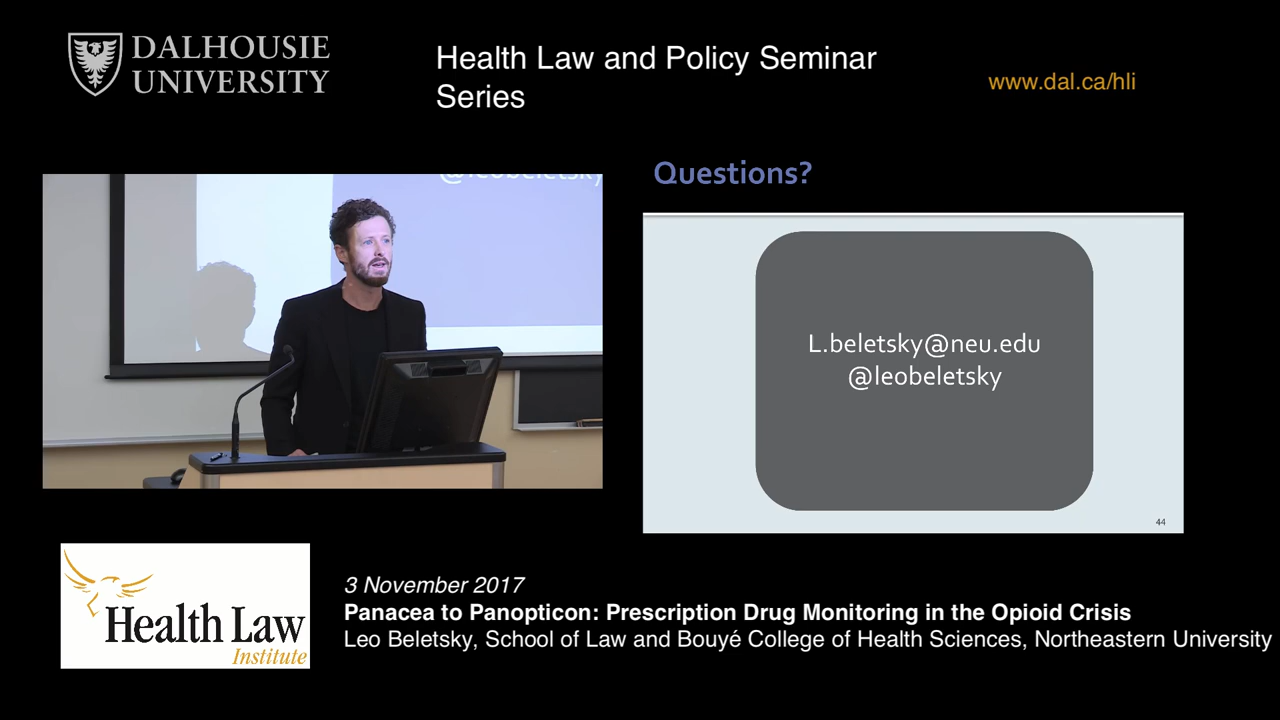 DALHOUSIE
UNIVERSITY
Health Law and Policy Seminar
Series
www.dal.ca/hli
@leobeletsky
Questions?
L.beletsky@neu.edu
@leobeletsky
44
Health Law
Institute
3 November 2017
Panacea to Panopticon: Prescription Drug Monitoring in the Opioid Crisis
Leo Beletsky, School of Law and Bouyé College of Health Sciences, Northeastern University